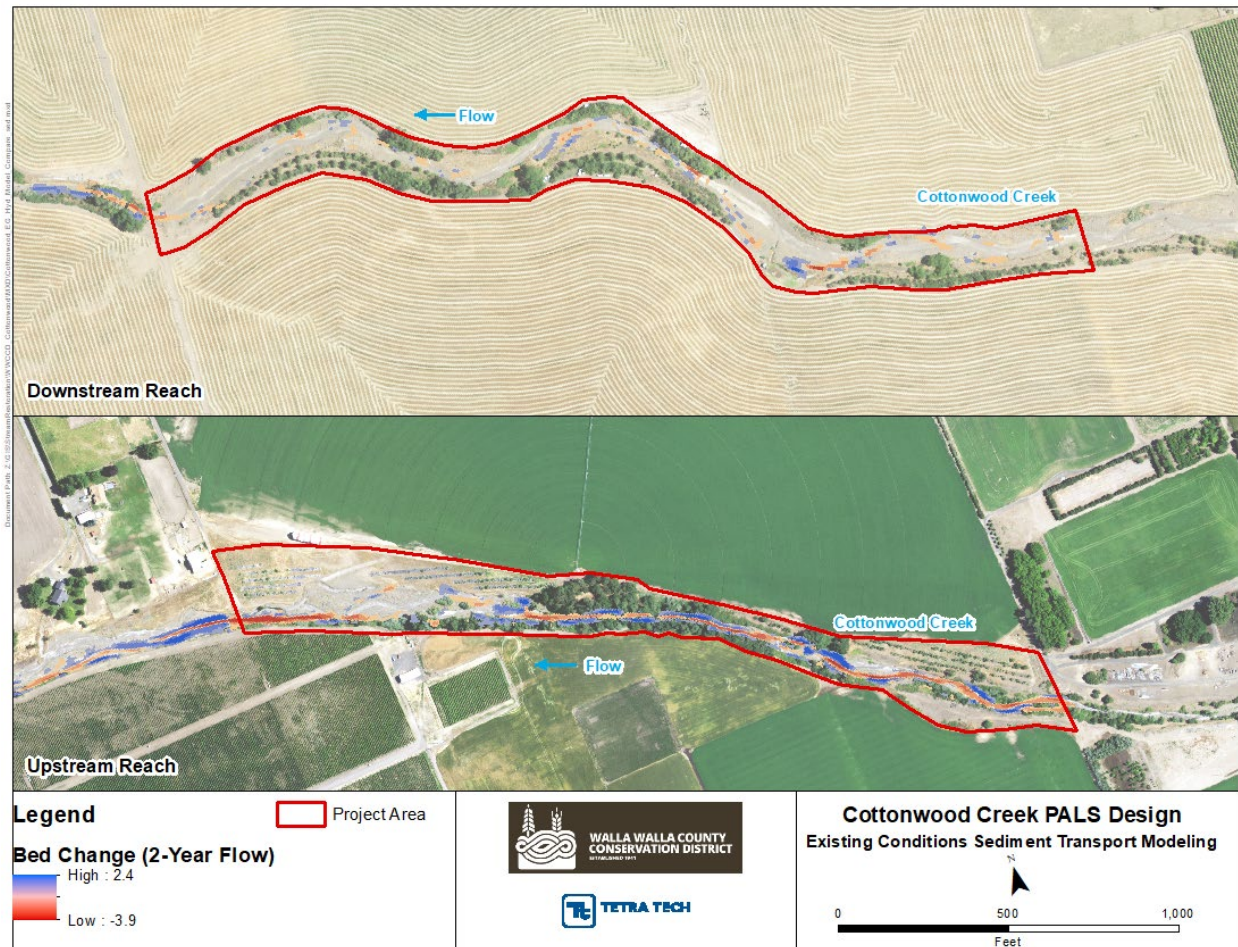 Flow
Cottonwood Creek
Downstream Reach
Cottonwood Creek
Flow
Upstream Reach
Legend
Project Area
Bed Change (2-Year Flow)
High : 2.4
Low : -3.9
WALLA WALLA COUNTY
CONSERVATION DISTRICT
ESTABLISHED 1941
TETRA TECH
Cottonwood Creek PALS Design
Existing Conditions Sediment Transport Modeling
N
0 500 1,000
Feet